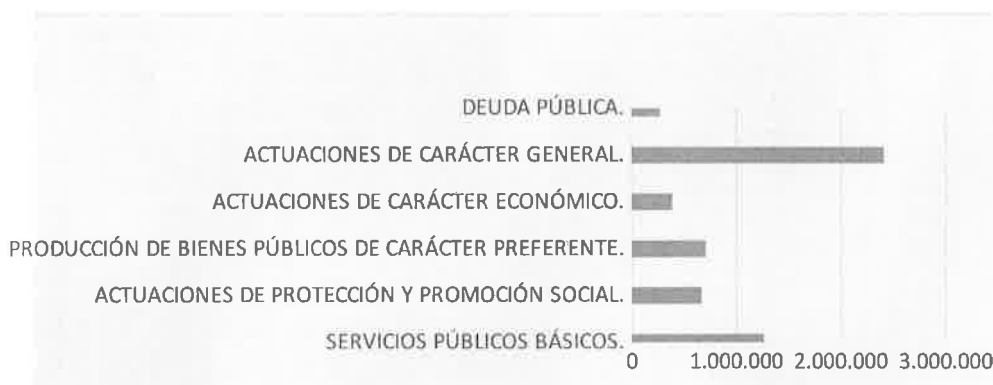 DEUDA PÚBLICA.
ACTUACIONES DE CARÁCTER GENERAL.
ACTUACIONES DE CARÁCTER ECONÓMICO.
PRODUCCIÓN DE BIENES PÚBLICOS DE CARÁCTER PREFERENTE.
ACTUACIONES DE PROTECCIÓN Y PROMOCIÓN SOCIAL.
SERVICIOS PÚBLICOS BÁSICOS.
0 1.000.000 2.000.000 3.000.000